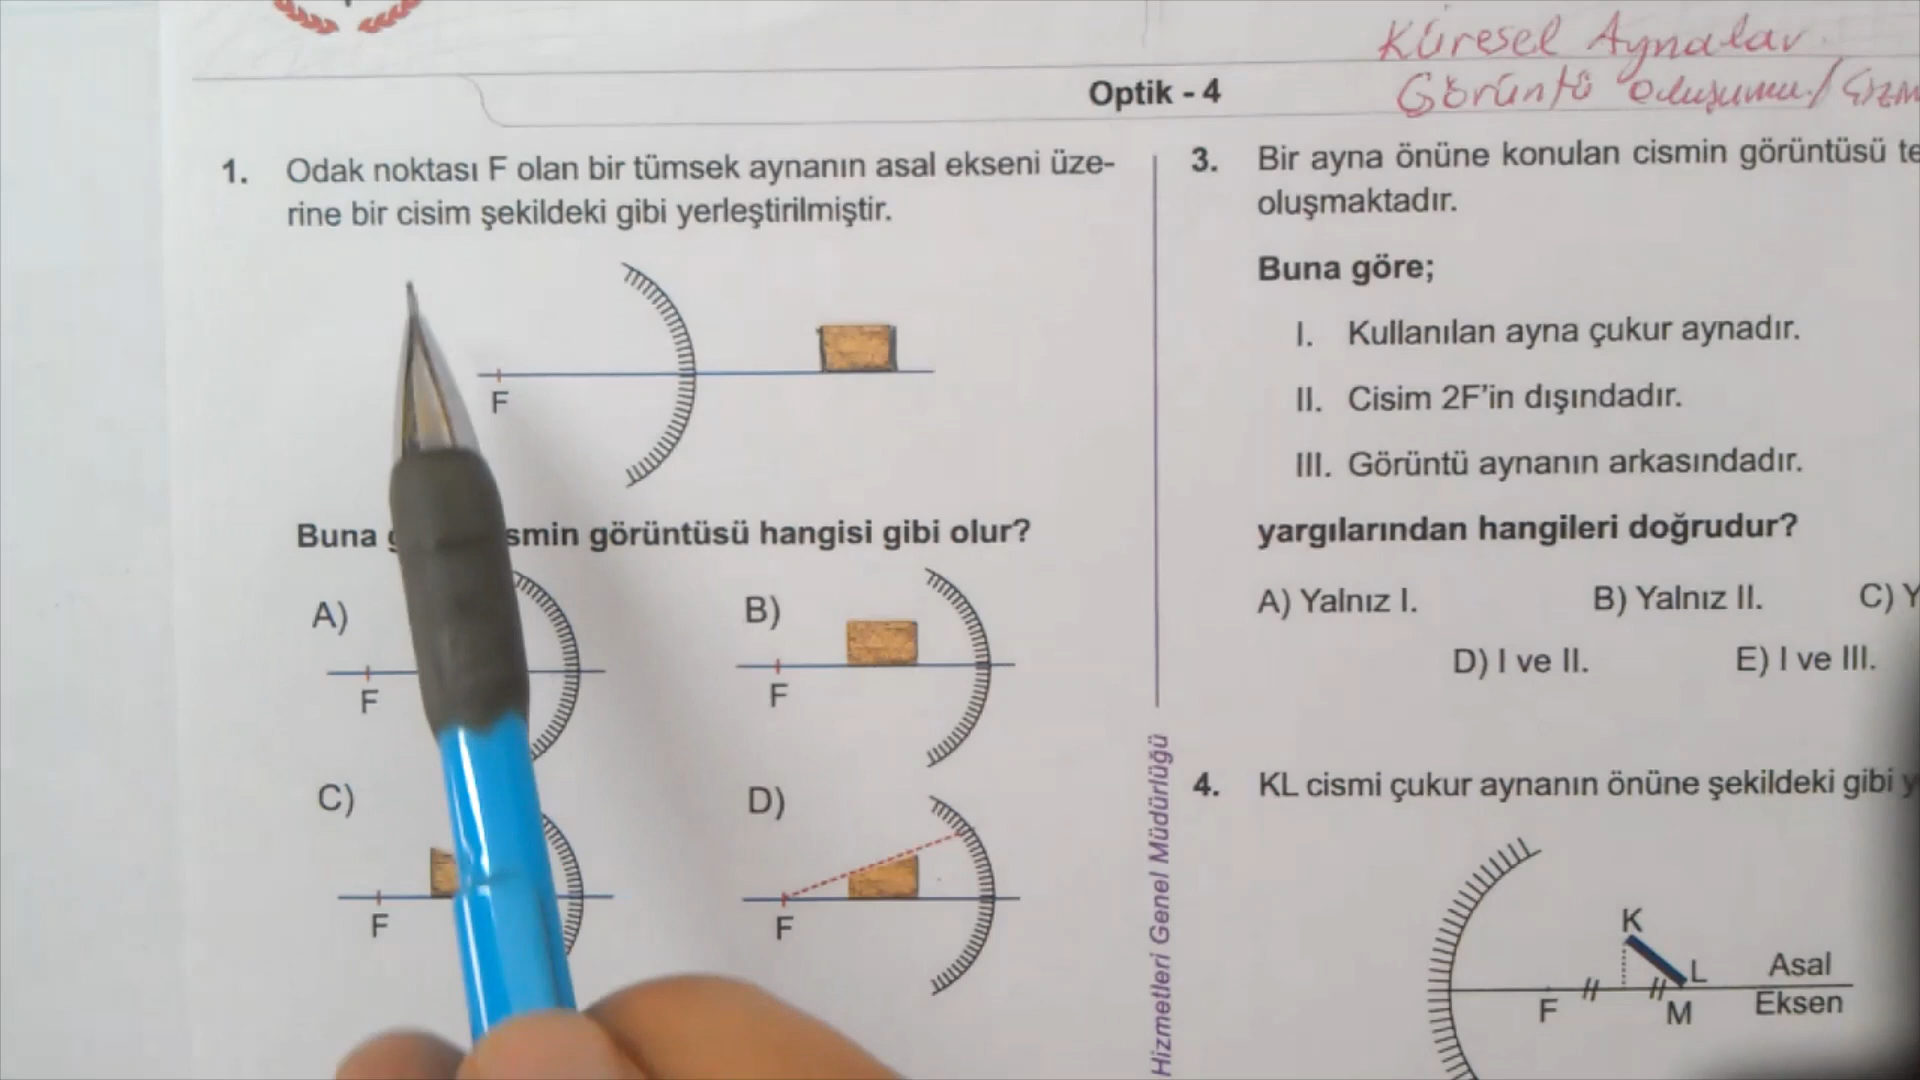 Küresel Aynalar
Görüntü oluşumu/
Optik - 4
1. Odak noktası F olan bir tümsek aynanın asal ekseni üze-
rine bir cisim şekildeki gibi yerleştirilmiştir.
F
Buna smin görüntüsü hangisi gibi olur?
A)
F
B)
F
C)
F
D)
F
Hizmetleri Genel Müdürlüğü
3. Bir ayna önüne konulan cismin görüntüsü te
oluşmaktadır.
Buna göre;
I. Kullanılan ayna çukur aynadır.
II. Cisim 2F'in dışındadır.
III. Görüntü aynanın arkasındadır.
yargılarından hangileri doğrudur?
A) Yalnız I. B) Yalnız II. C) Y
D) I ve II. E) I ve III.
4. KL cismi çukur aynanın önüne şekildeki gibi y
K
L
Asal
F M Eksen